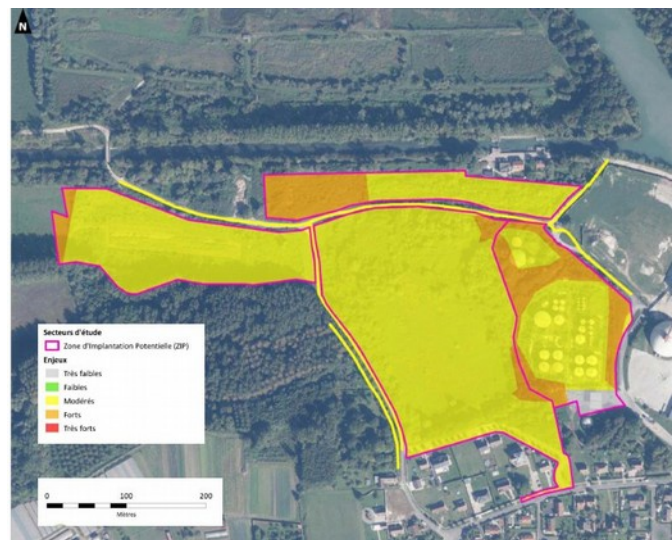 N
Secteurs d'étude
Zone d'Implantation Potentielle (ZIP)
Enjeux
Très faibles
Faibles
Modérés
Forts
Très forts
0 100 200
Mètres